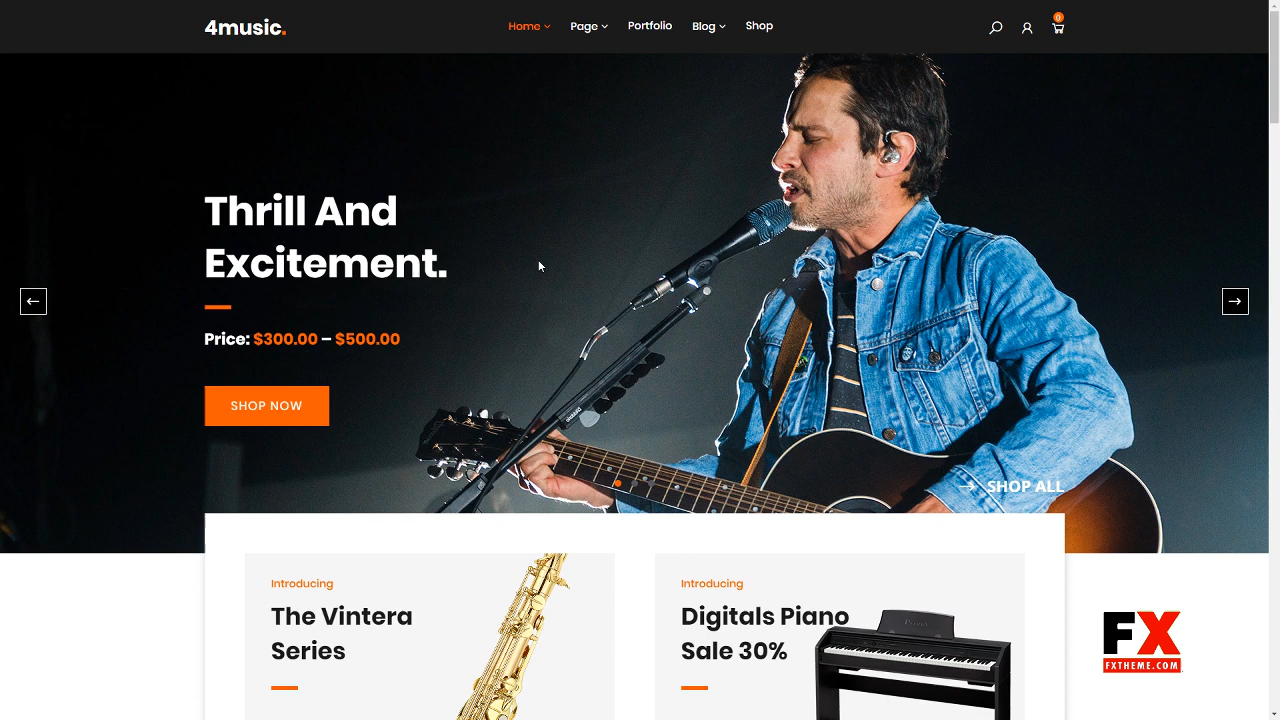 4music.
Home
Page
Portfolio
Blog
Shop
0
Thrill And
Excitement.
Price: $300.00 – $500.00
SHOP NOW
SHOP ALL
Introducing
The Vintera
Series
Introducing
Digitals Piano
Sale 30%
FX
FXTHEME.COM